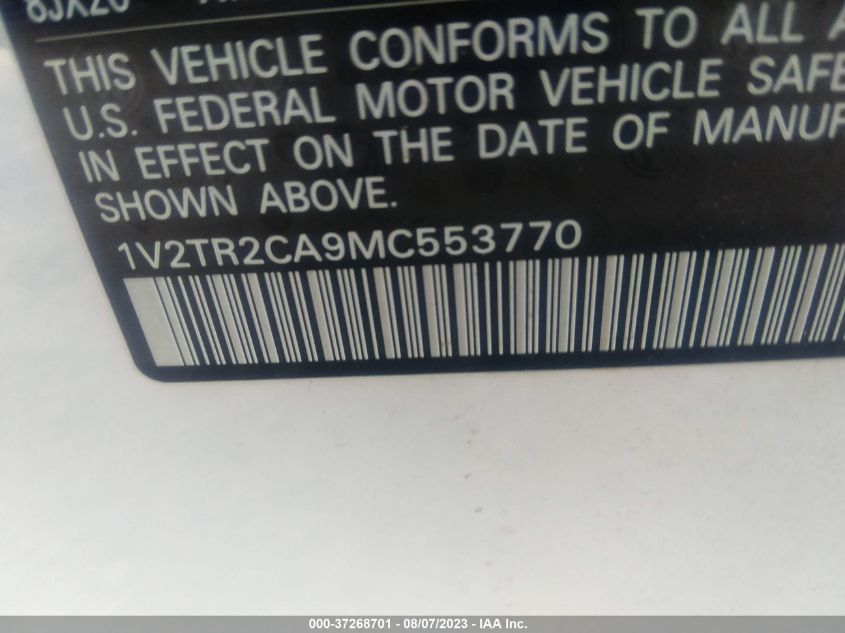 8JX20
THIS VEHICLE CONFORMS TO ALL A
U.S. FEDERAL MOTOR VEHICLE SAFE
IN EFFECT ON THE DATE OF MANUF
SHOWN ABOVE.
1V2TR2CA9MC553770
000-37268701 - 08/07/2023 - IAA Inc.